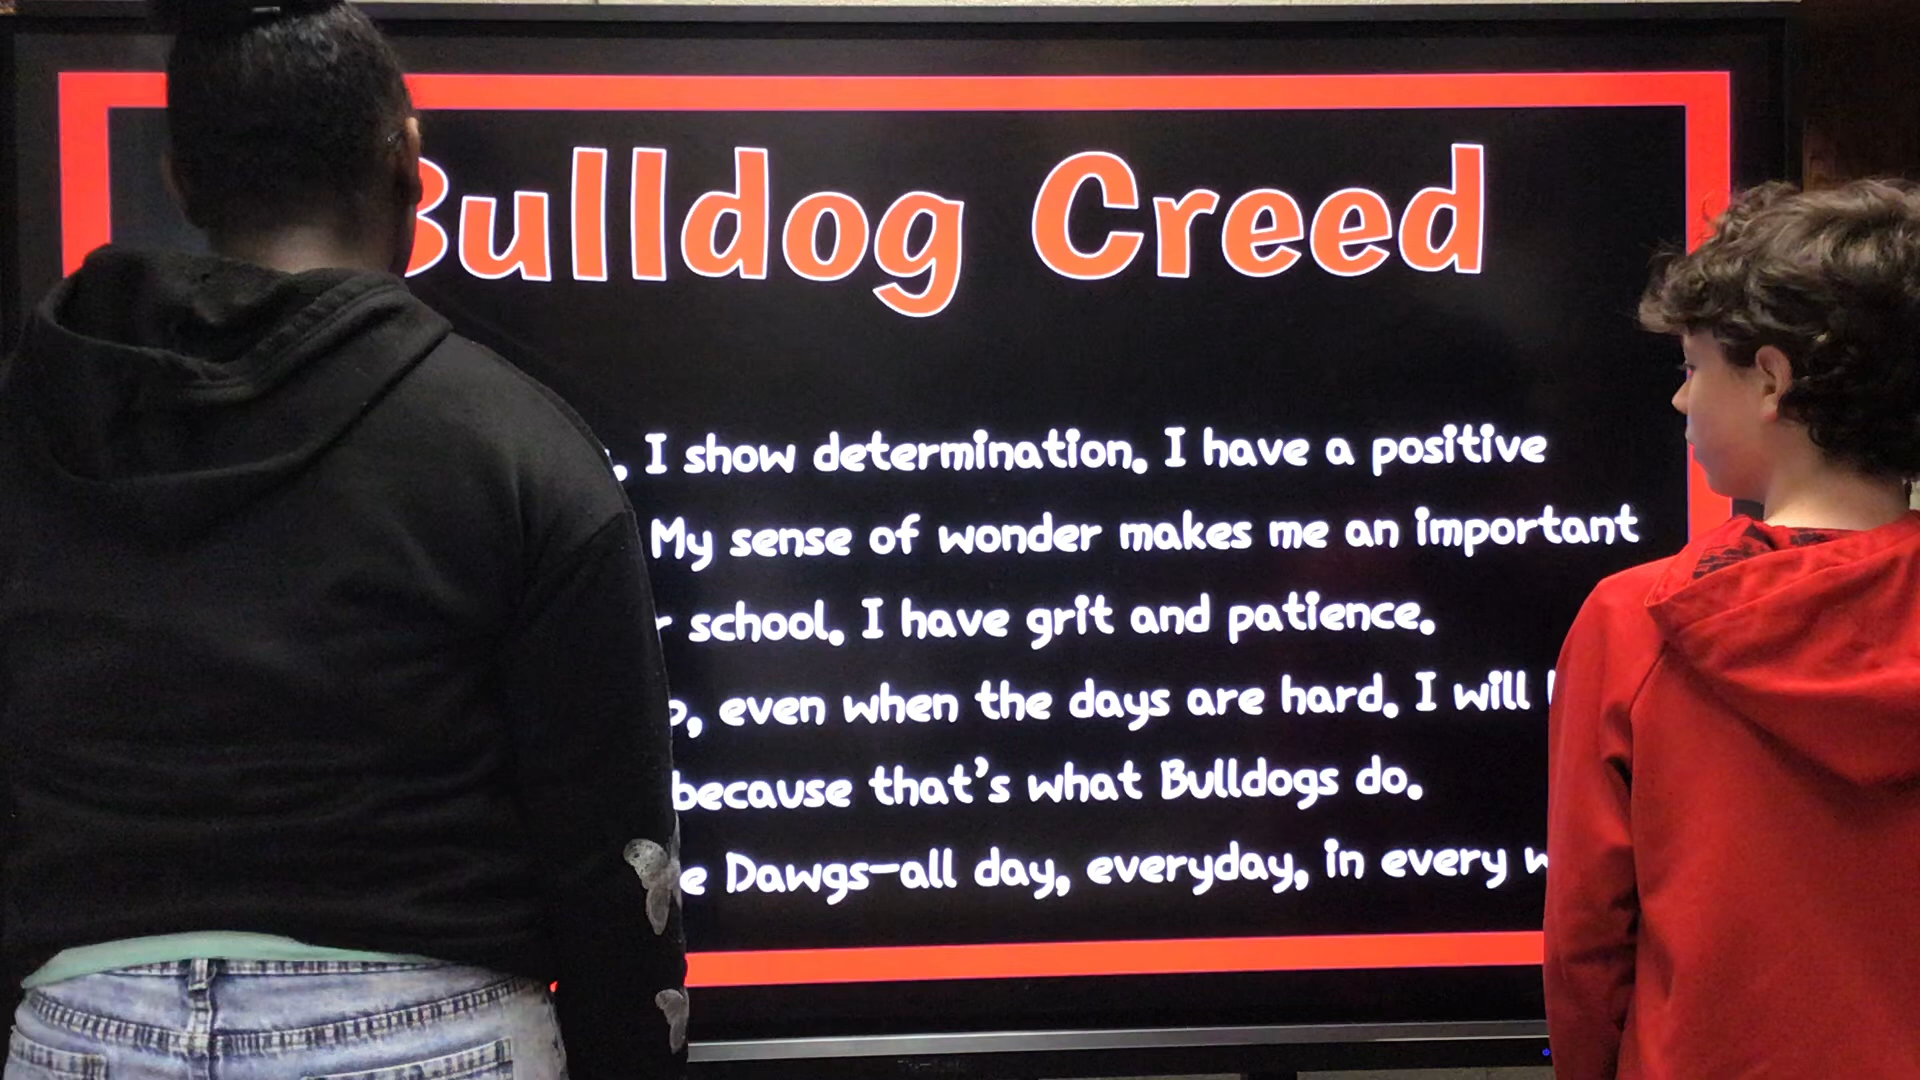 Bulldog Creed
I show determination. I have a positive
My sense of wonder makes me an important
school. I have grit and patience.
even when the days are hard. I will
because that's what Bulldogs do.
Dawgs—all day, everyday, in every